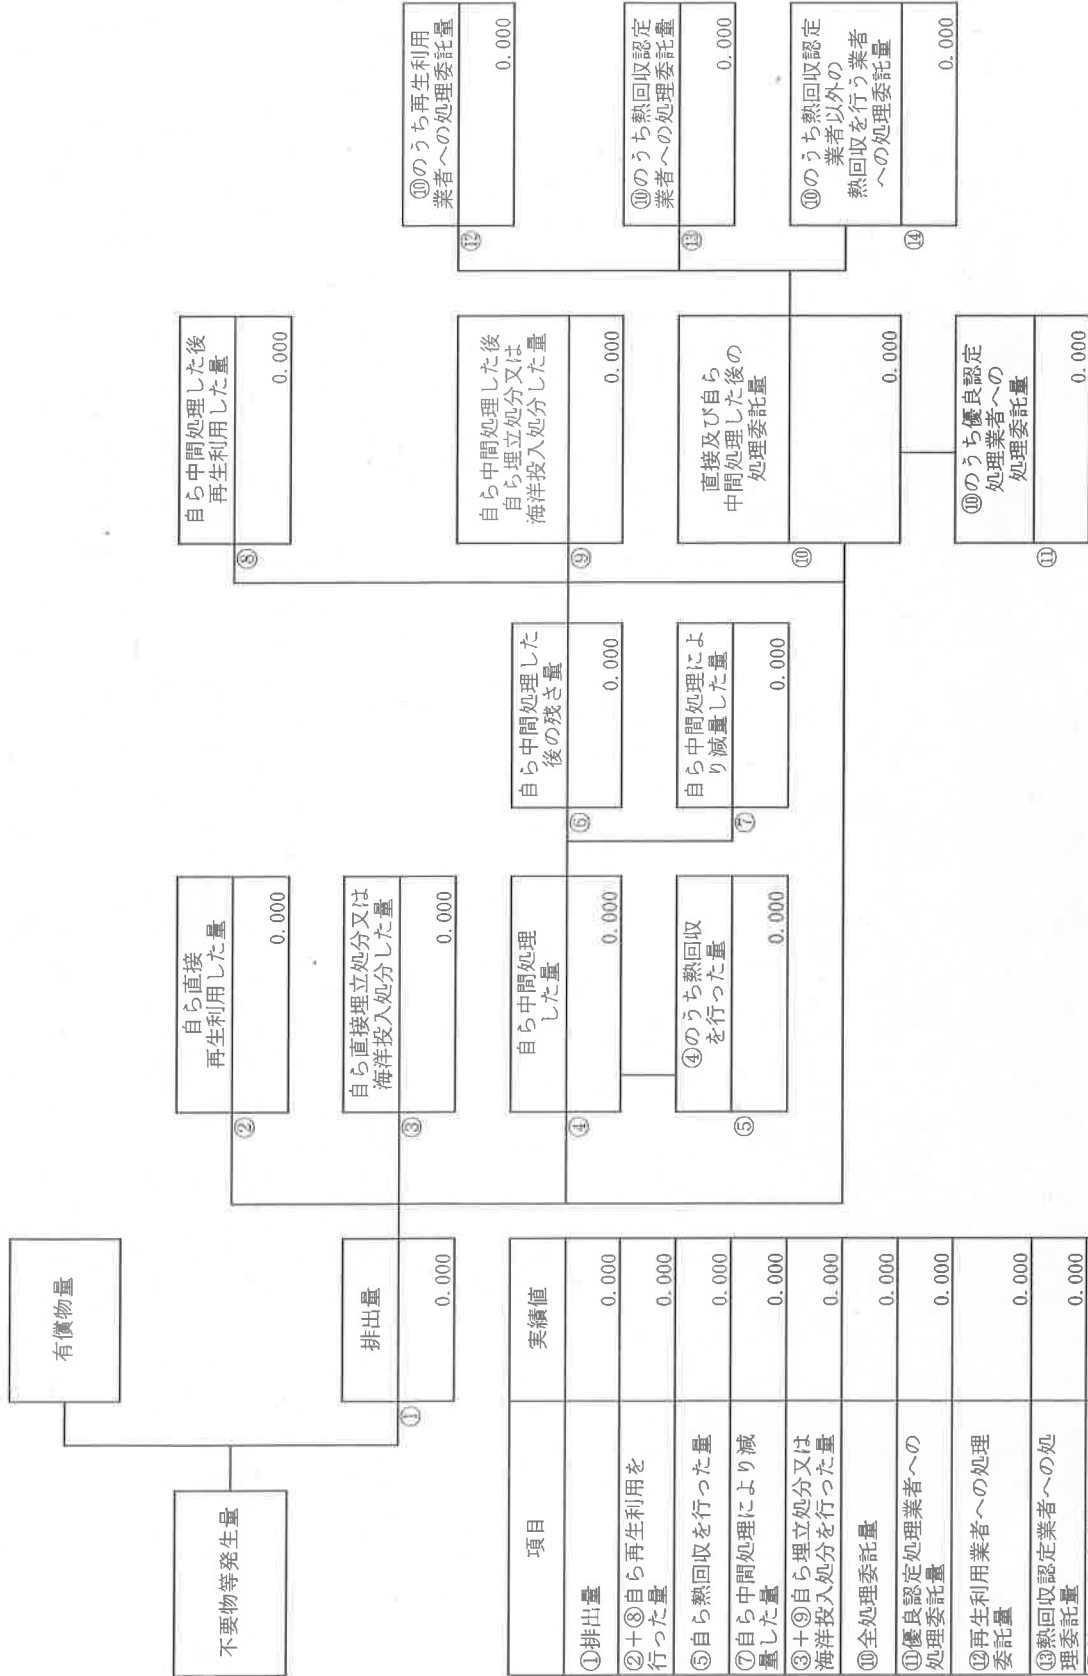 不要物等発生量
有償物量
①
排出量
0.000
②
自ら直接
再生利用した量
0.000
③
自ら直接埋立処分又は
海洋投入処分した量
0.000
④
自ら中間処理
した量
0.000
⑤
④のうち熱回収
を行った量
0.000
⑥
自ら中間処理した
後の残さ量
0.000
⑦
自ら中間処理によ
り減量した量
0.000
⑧
自ら中間処理した後
再生利用した量
0.000
⑨
自ら中間処理した後
自ら埋立処分又は
海洋投入処分した量
0.000
⑩
直接及び自ら
中間処理した後の
処理委託量
0.000
⑪
⑩のうち優良認定
処理業者への
処理委託量
0.000
⑫
⑩のうち再生利用
業者への処理委託量
0.000
⑬
⑩のうち熱回収認定
業者への処理委託量
0.000
⑭
⑩のうち熱回収認定
業者以外の
熱回収を行う業者
への処理委託量
0.000
項目
実績値
①排出量
0.000
②+⑧自ら再生利用を
行った量
0.000
⑤自ら熱回収を行った量
0.000
⑦自ら中間処理により減
量した量
0.000
③+⑨自ら埋立処分又は
海洋投入処分を行った量
0.000
⑩全処理委託量
0.000
⑪優良認定処理業者への
処理委託量
0.000
⑫再生利用業者への処理
委託量
0.000
⑬熱回収認定業者への処
理委託量
0.000